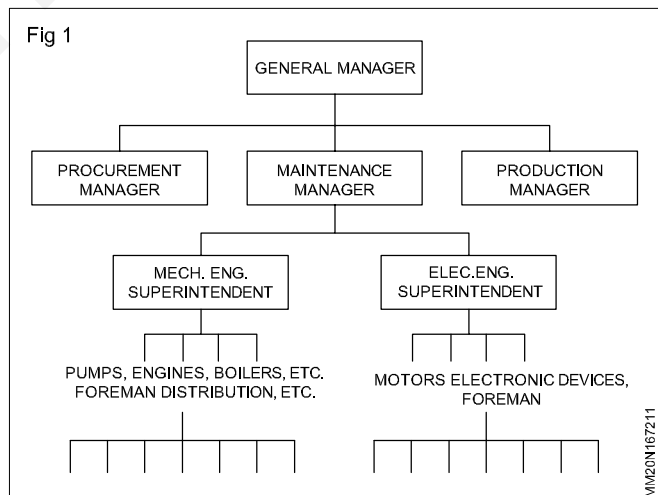 Fig 1
GENERAL MANAGER
PROCUREMENT
MANAGER
MAINTENANCE
MANAGER
PRODUCTION
MANAGER
MECH. ENG.
SUPERINTENDENT
ELEC.ENG.
SUPERINTENDENT
PUMPS, ENGINES, BOILERS, ETC.
FOREMAN DISTRIBUTION, ETC.
MOTORS ELECTRONIC DEVICES,
FOREMAN
MM20N167211